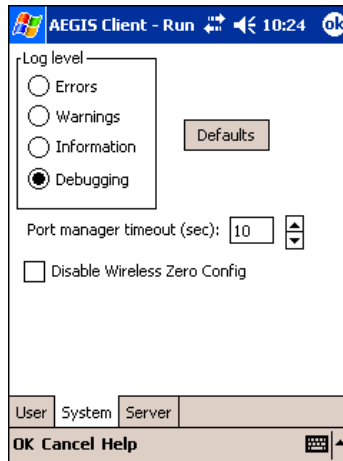 AEGIS Client - Run 10:24 ok
Log level
Errors
Warnings
Information
Debugging
Defaults
Port manager timeout (sec): 10
Disable Wireless Zero Config
User System Server
OK Cancel Help